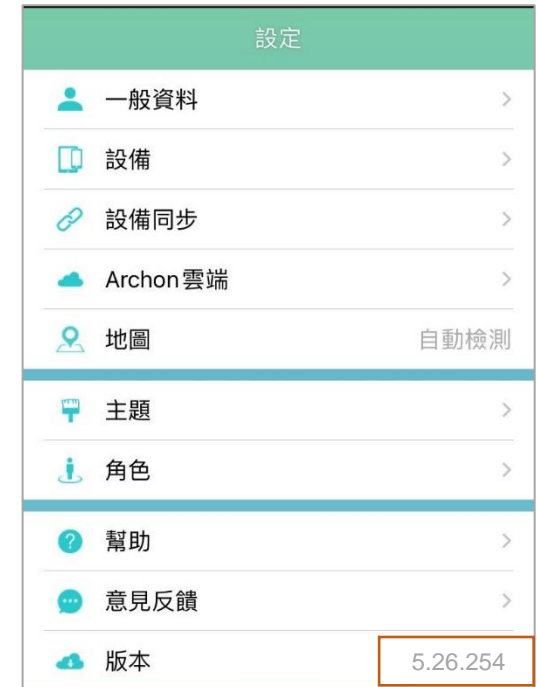 設定
一般資料
設備
設備同步
Archon雲端
地圖 自動檢測
主題
角色
幫助
意見反饋
版本 5.26.254